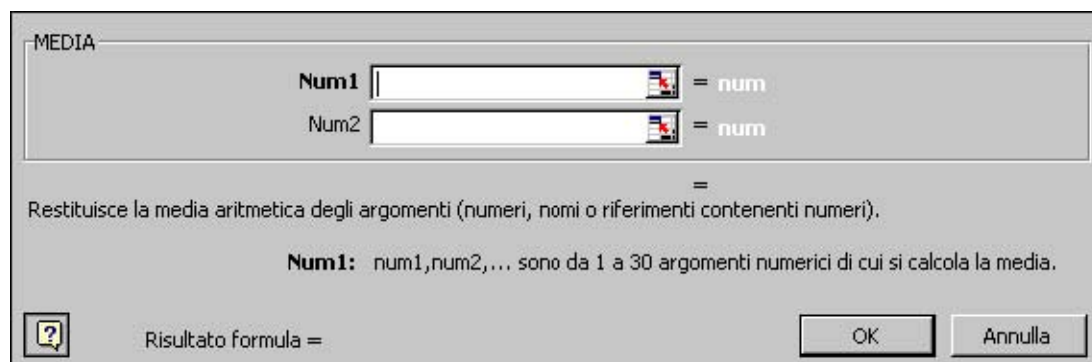 MEDIA
Num1 = num
Num2 = num
=
Restituisce la media aritmetica degli argomenti (numeri, nomi o riferimenti contenenti numeri).
Num1: num1,num2,... sono da 1 a 30 argomenti numerici di cui si calcola la media.
? Risultato formula = OK Annulla